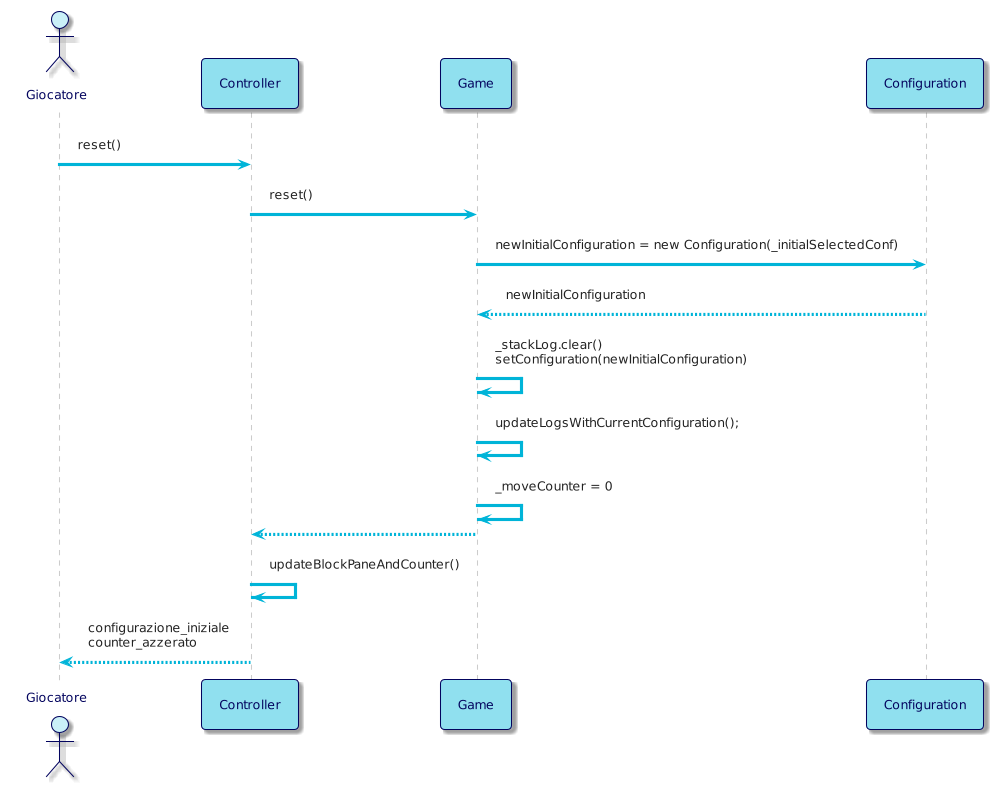 Giocatore
Controller
Game
Configuration
reset()
reset()
newInitialConfiguration = new Configuration(_initialSelectedConf)
newInitialConfiguration
_stackLog.clear()
setConfiguration(newInitialConfiguration)
updateLogsWithCurrentConfiguration();
_moveCounter = 0
updateBlockPaneAndCounter()
configurazione_iniziale
counter_azzerato
Giocatore
Controller
Game
Configuration